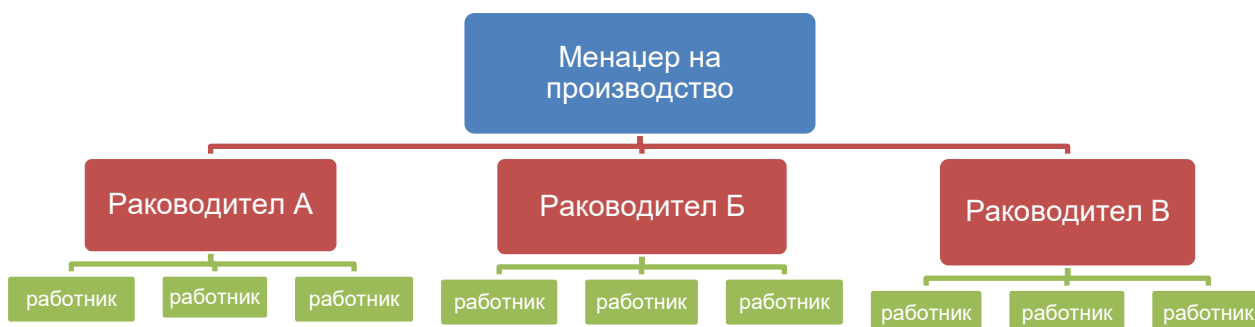 Менаџер на
производство
Раководител А
Раководител Б
Раководител В
работник
работник
работник
работник
работник
работник
работник
работник
работник